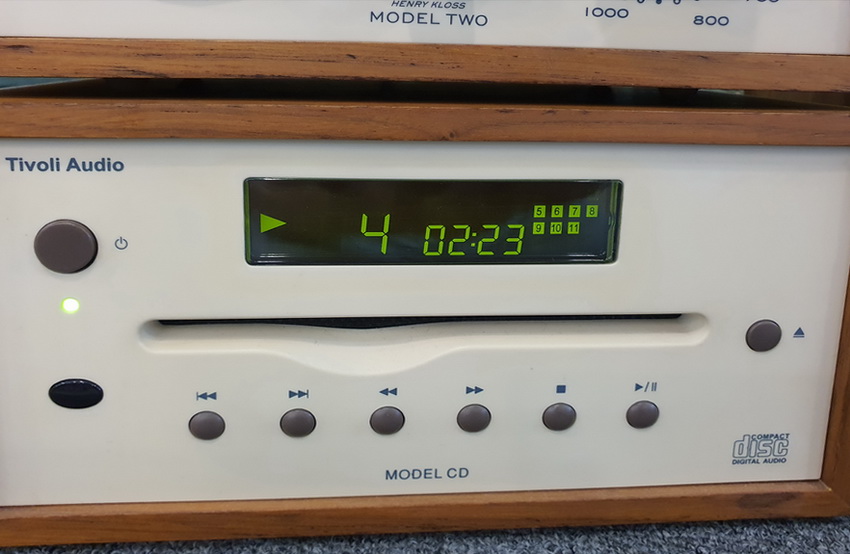 HENRY KLOSS
MODEL TWO
1000
800
Tivoli Audio
4 02:23
5 6 7 8
9 10 11
MODEL CD
COMPACT
disc
DIGITAL AUDIO